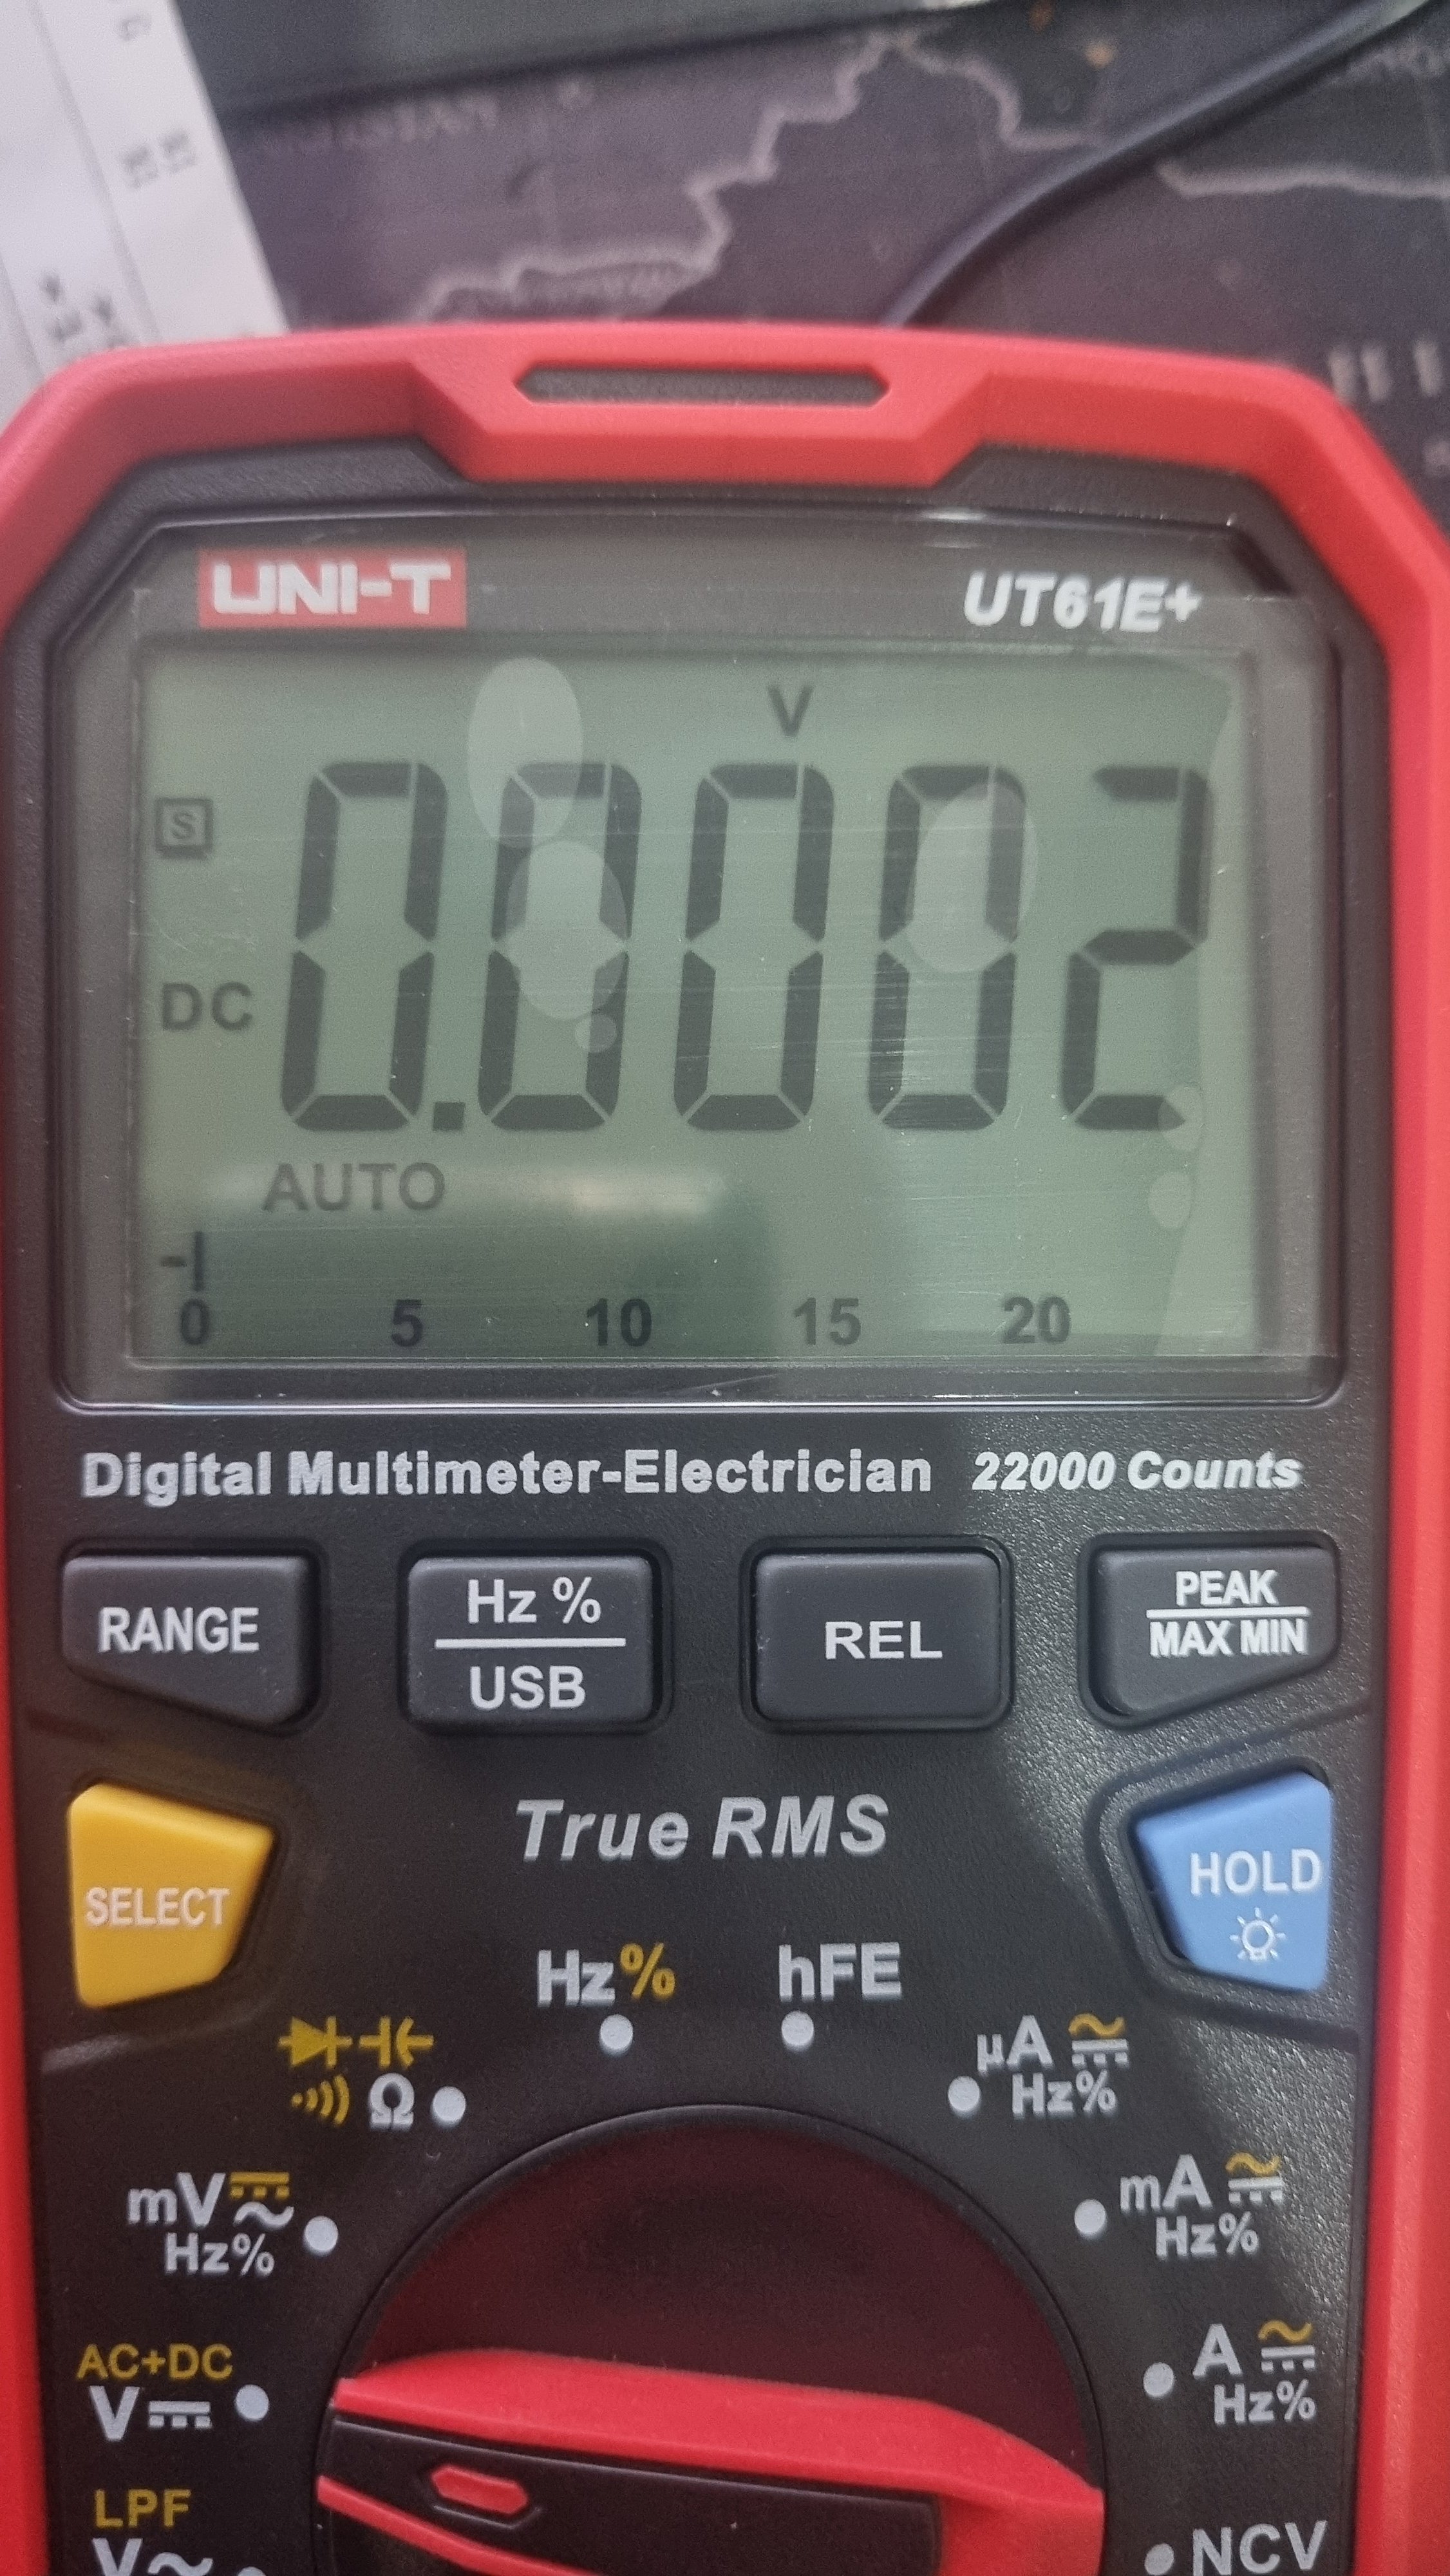 UNI-T
UT61E+
V
S
0.0002
DC
AUTO
0 5 10 15 20
Digital Multimeter-Electrician 22000 Counts
RANGE
Hz %
USB
REL
PEAK
MAX MIN
SELECT
True RMS
HOLD
Hz%
hFE
Ω
µA
Hz%
mV
Hz%
mA
Hz%
AC+DC
V
A
Hz%
LPF
V~
NCV